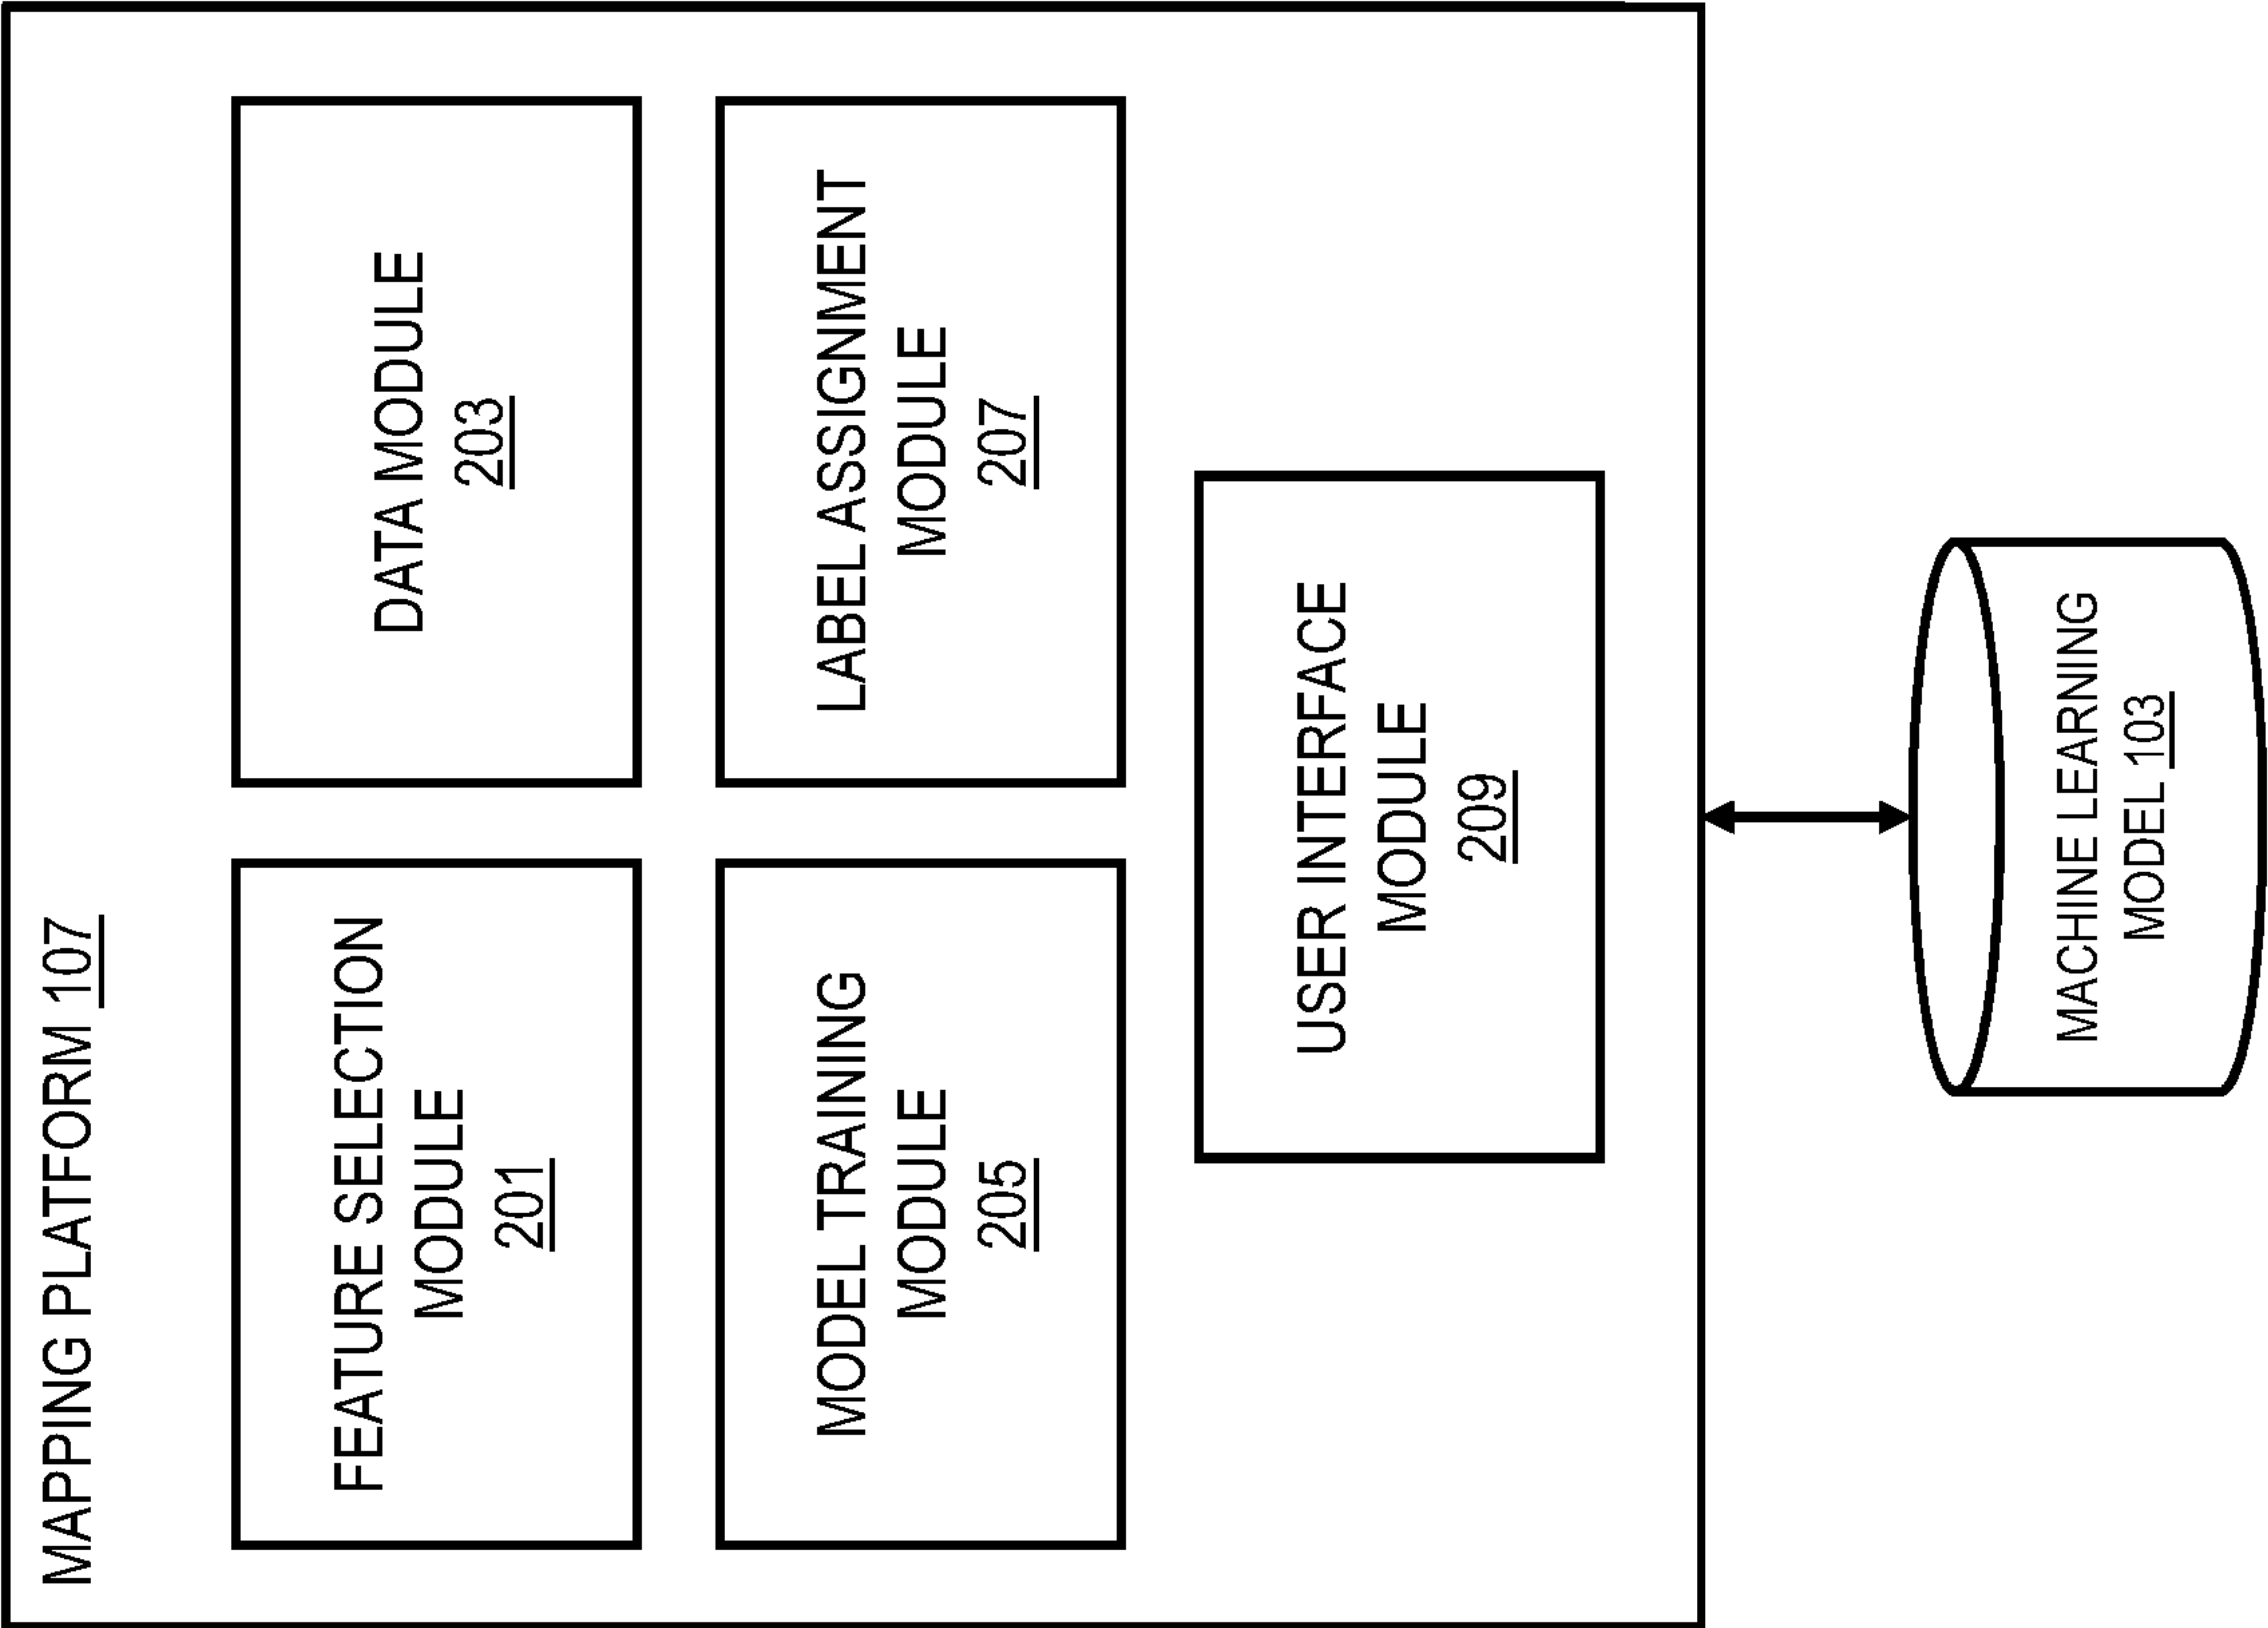 MAPPING PLATFORM 107
FEATURE SELECTION
MODULE
201
DATA MODULE
203
MODEL TRAINING
MODULE
205
LABEL ASSIGNMENT
MODULE
207
USER INTERFACE
MODULE
209
MACHINE LEARNING
MODEL 103